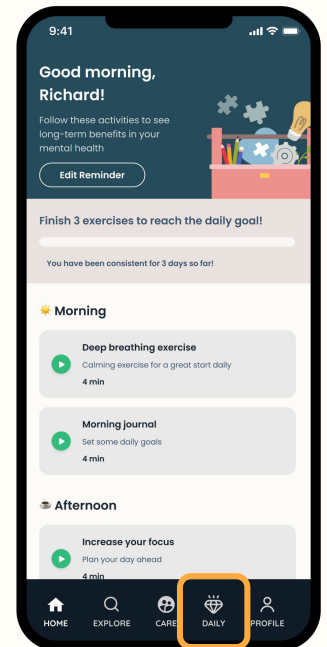 9:41
Good morning,
Richard!
Follow these activities to see
long-term benefits in your
mental health
Edit Reminder
Finish 3 exercises to reach the daily goal!
You have been consistent for 3 days so far!
Morning
Deep breathing exercise
Calming exercise for a great start daily
4 min
Morning journal
Set some daily goals
4 min
Afternoon
Increase your focus
Plan your day ahead
4 min
HOME EXPLORE CARE DAILY PROFILE